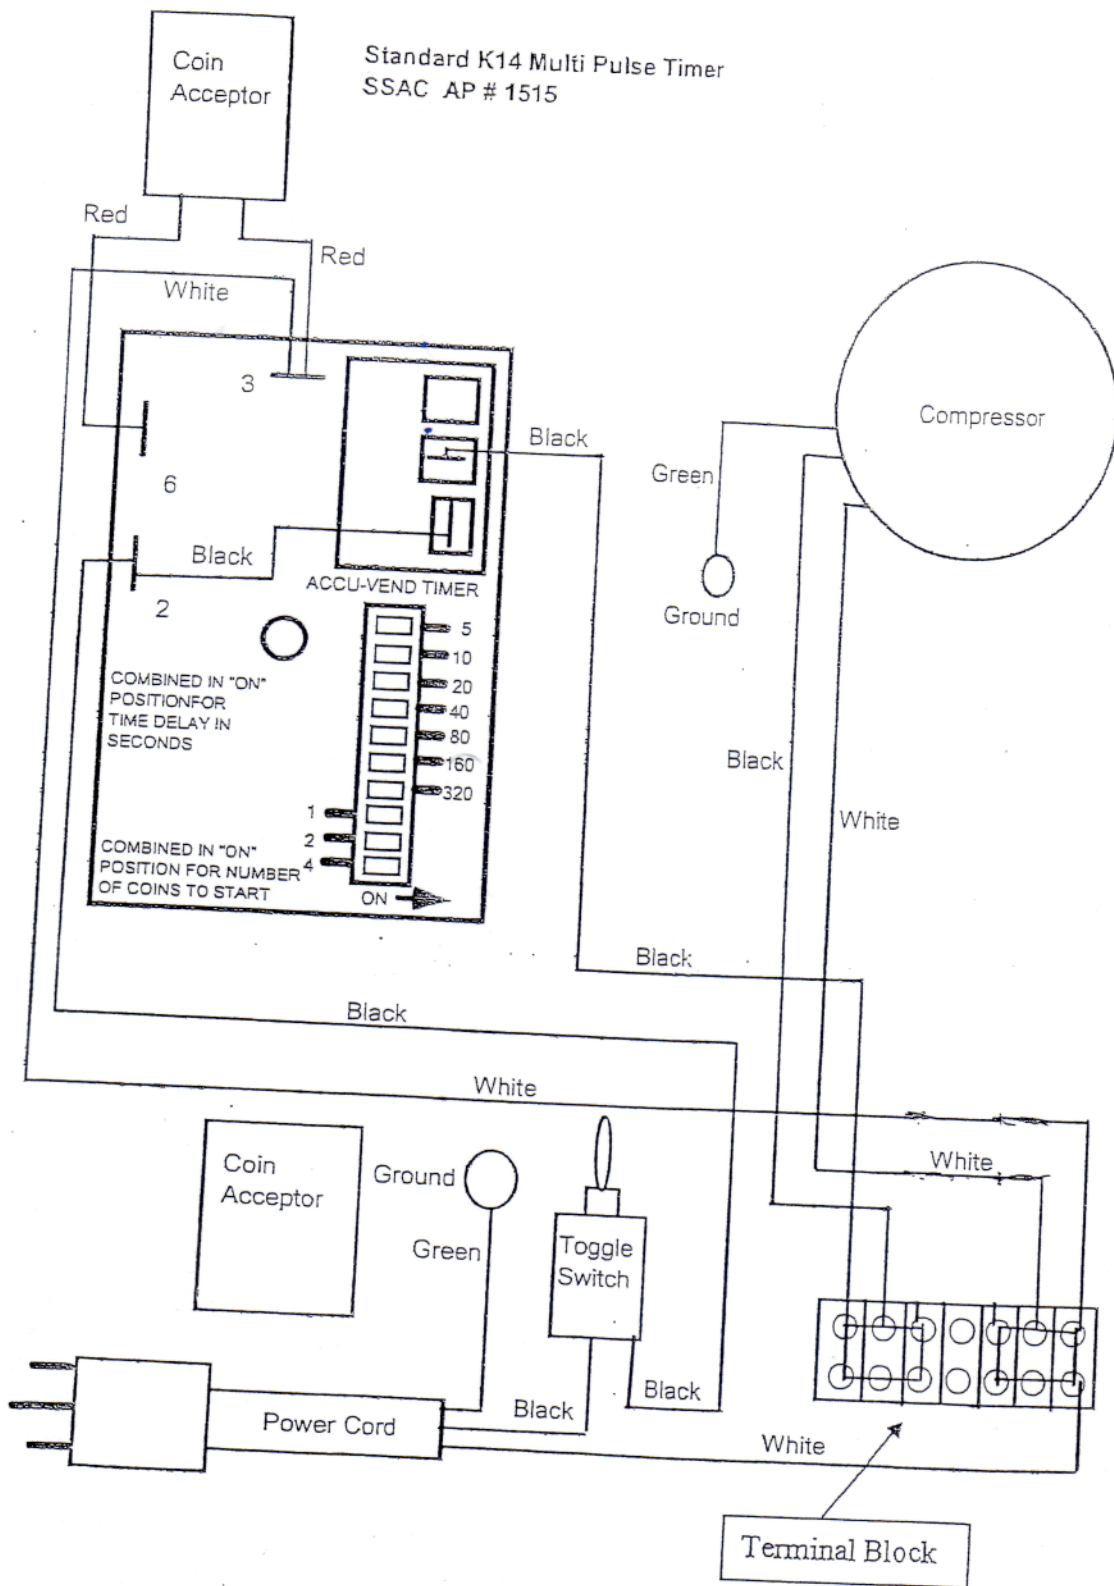 Standard K14 Multi Pulse Timer
SSAC AP # 1515
Coin
Acceptor
Red
Red
White
3
6
2
Black
Black
ACCU-VEND TIMER
5
10
20
40
80
160
320
1
2
4
COMBINED IN "ON"
POSITIONFOR
TIME DELAY IN
SECONDS
COMBINED IN "ON"
POSITION FOR NUMBER
OF COINS TO START
ON
Compressor
Green
Ground
Black
White
Black
Black
White
White
Coin
Acceptor
Ground
Green
Toggle
Switch
Black
Black
Power Cord
White
Terminal Block